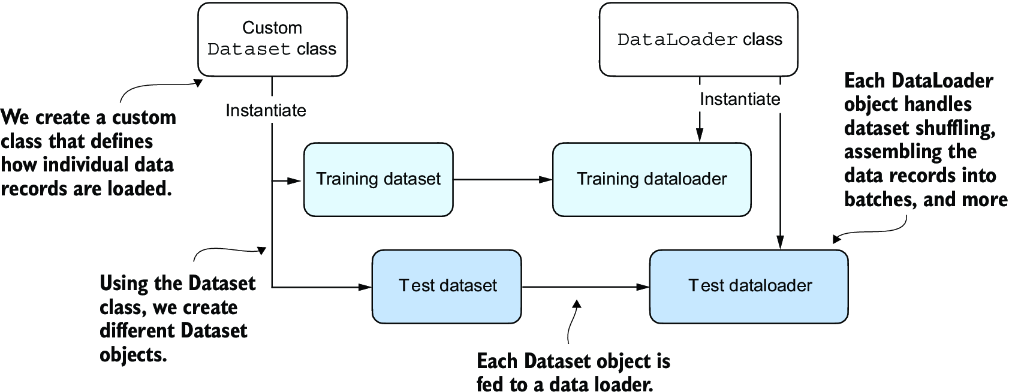 Custom
Dataset class
DataLoader class
Instantiate
Instantiate
We create a custom
class that defines
how individual data
records are loaded.
Each DataLoader
object handles
dataset shuffling,
assembling the
data records into
batches, and more
Training dataset
Training dataloader
Test dataset
Test dataloader
Using the Dataset
class, we create
different Dataset
objects.
Each Dataset object is
fed to a data loader.